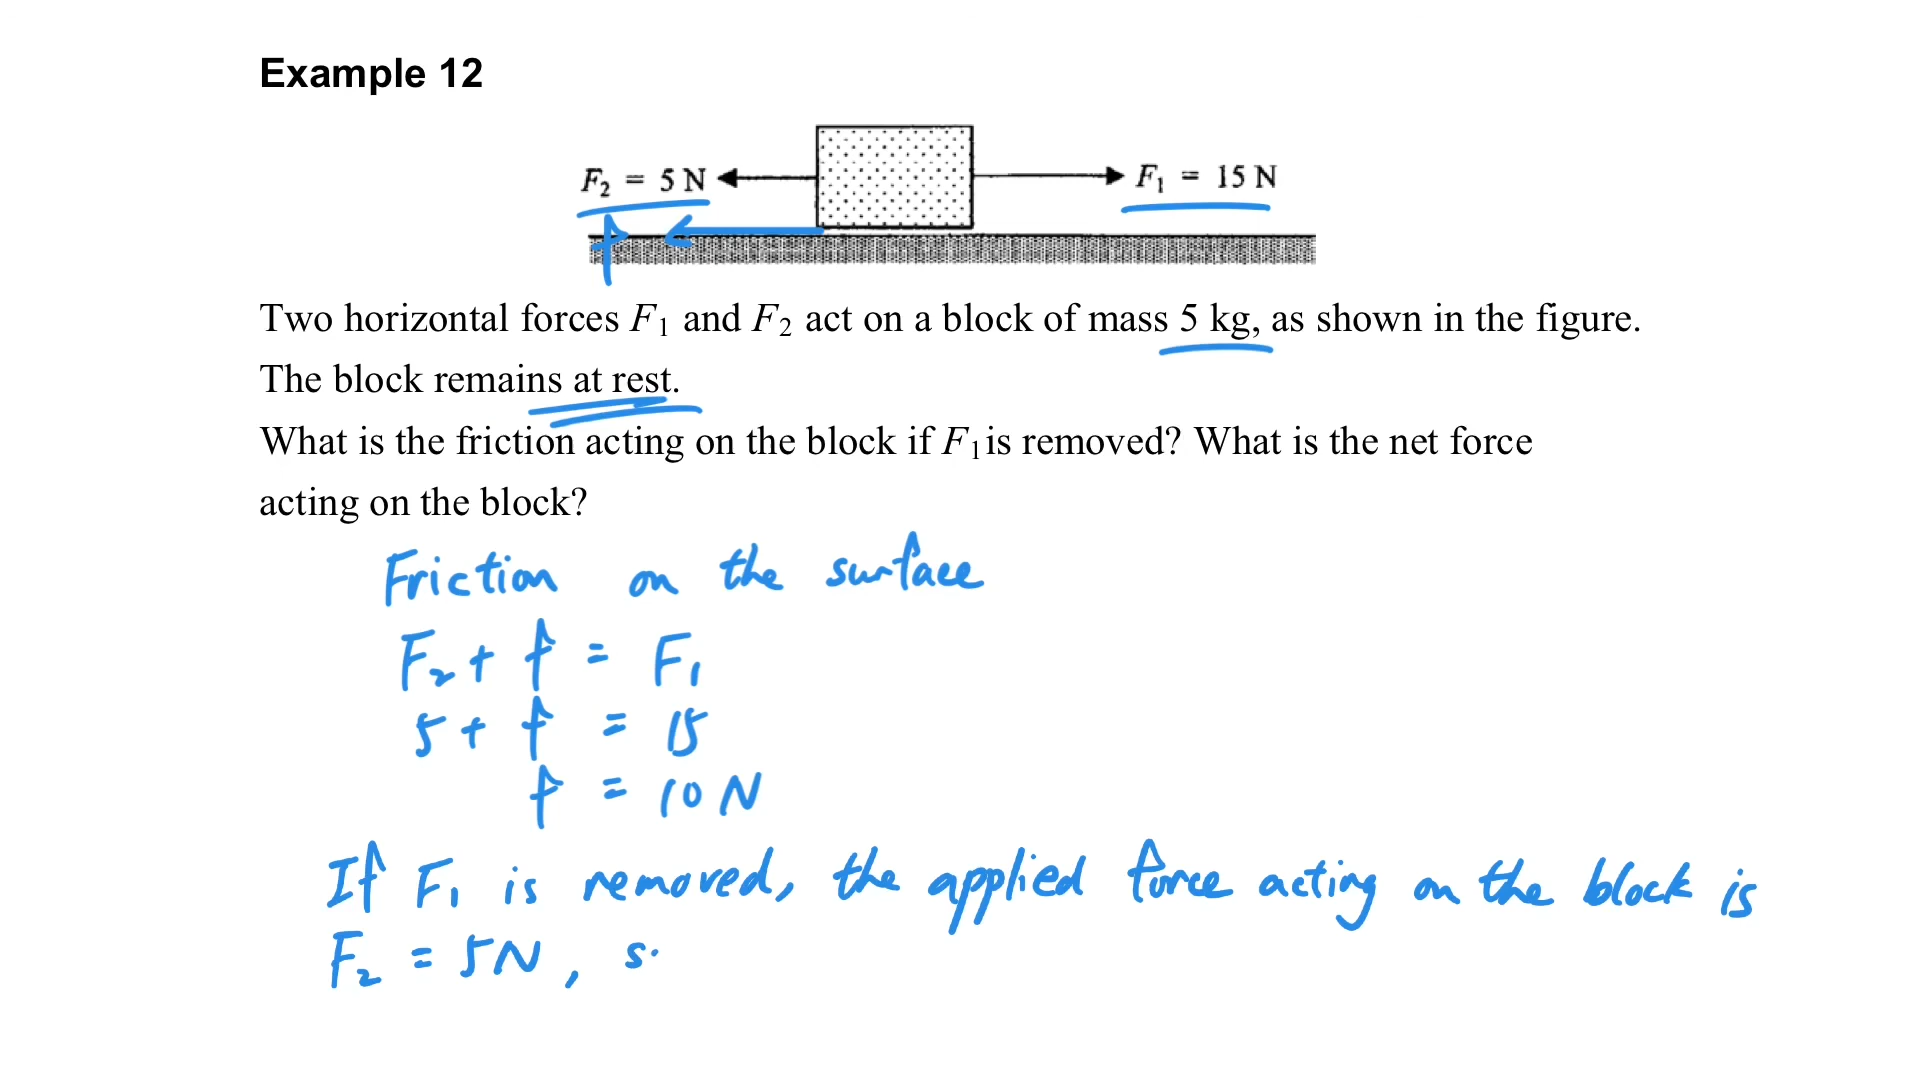 Example 12
F₂ = 5 N
F₁ = 15 N
f
Two horizontal forces F₁ and F₂ act on a block of mass 5 kg, as shown in the figure.
The block remains at rest.
What is the friction acting on the block if F₁ is removed? What is the net force
acting on the block?
Friction on the surface
F₂ + f = F₁
5 + f = 15
f = 10 N
If F₁ is removed, the applied force acting on the block is
F₂ = 5N, s